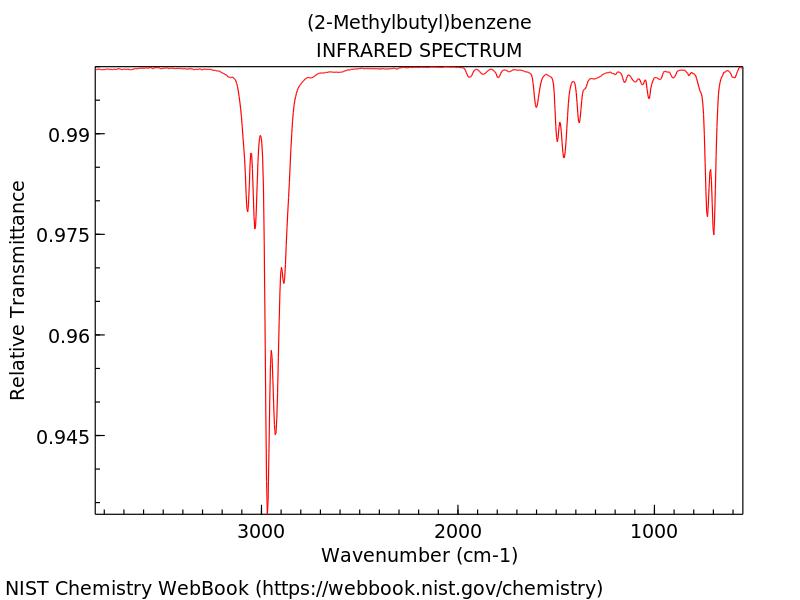 (2-Methylbutyl)benzene
INFRARED SPECTRUM
0.99
0.975
0.96
0.945
Relative Transmittance
3000 2000 1000
Wavenumber (cm-1)
NIST Chemistry WebBook (https://webbook.nist.gov/chemistry)